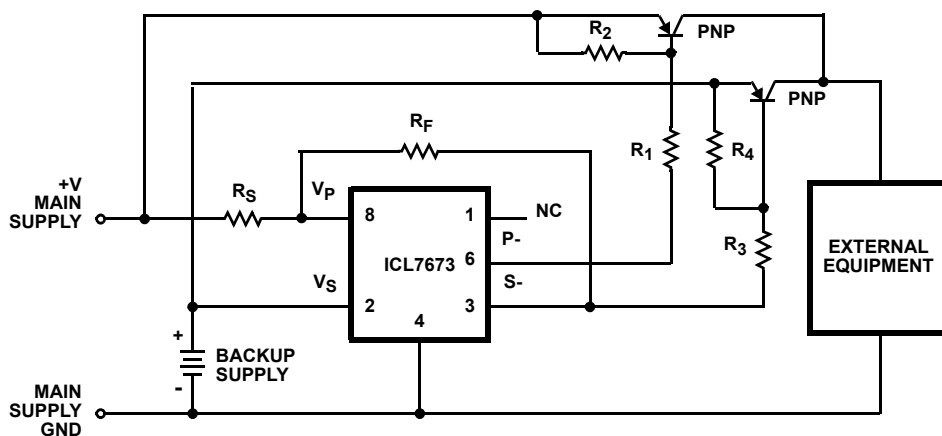 R2
PNP
PNP
RF
R1
R4
+V
MAIN
SUPPLY
RS
VP
8
1
NC
P-
ICL7673
6
R3
EXTERNAL
EQUIPMENT
VS
S-
2
3
4
+
BACKUP
SUPPLY
-
MAIN
SUPPLY
GND